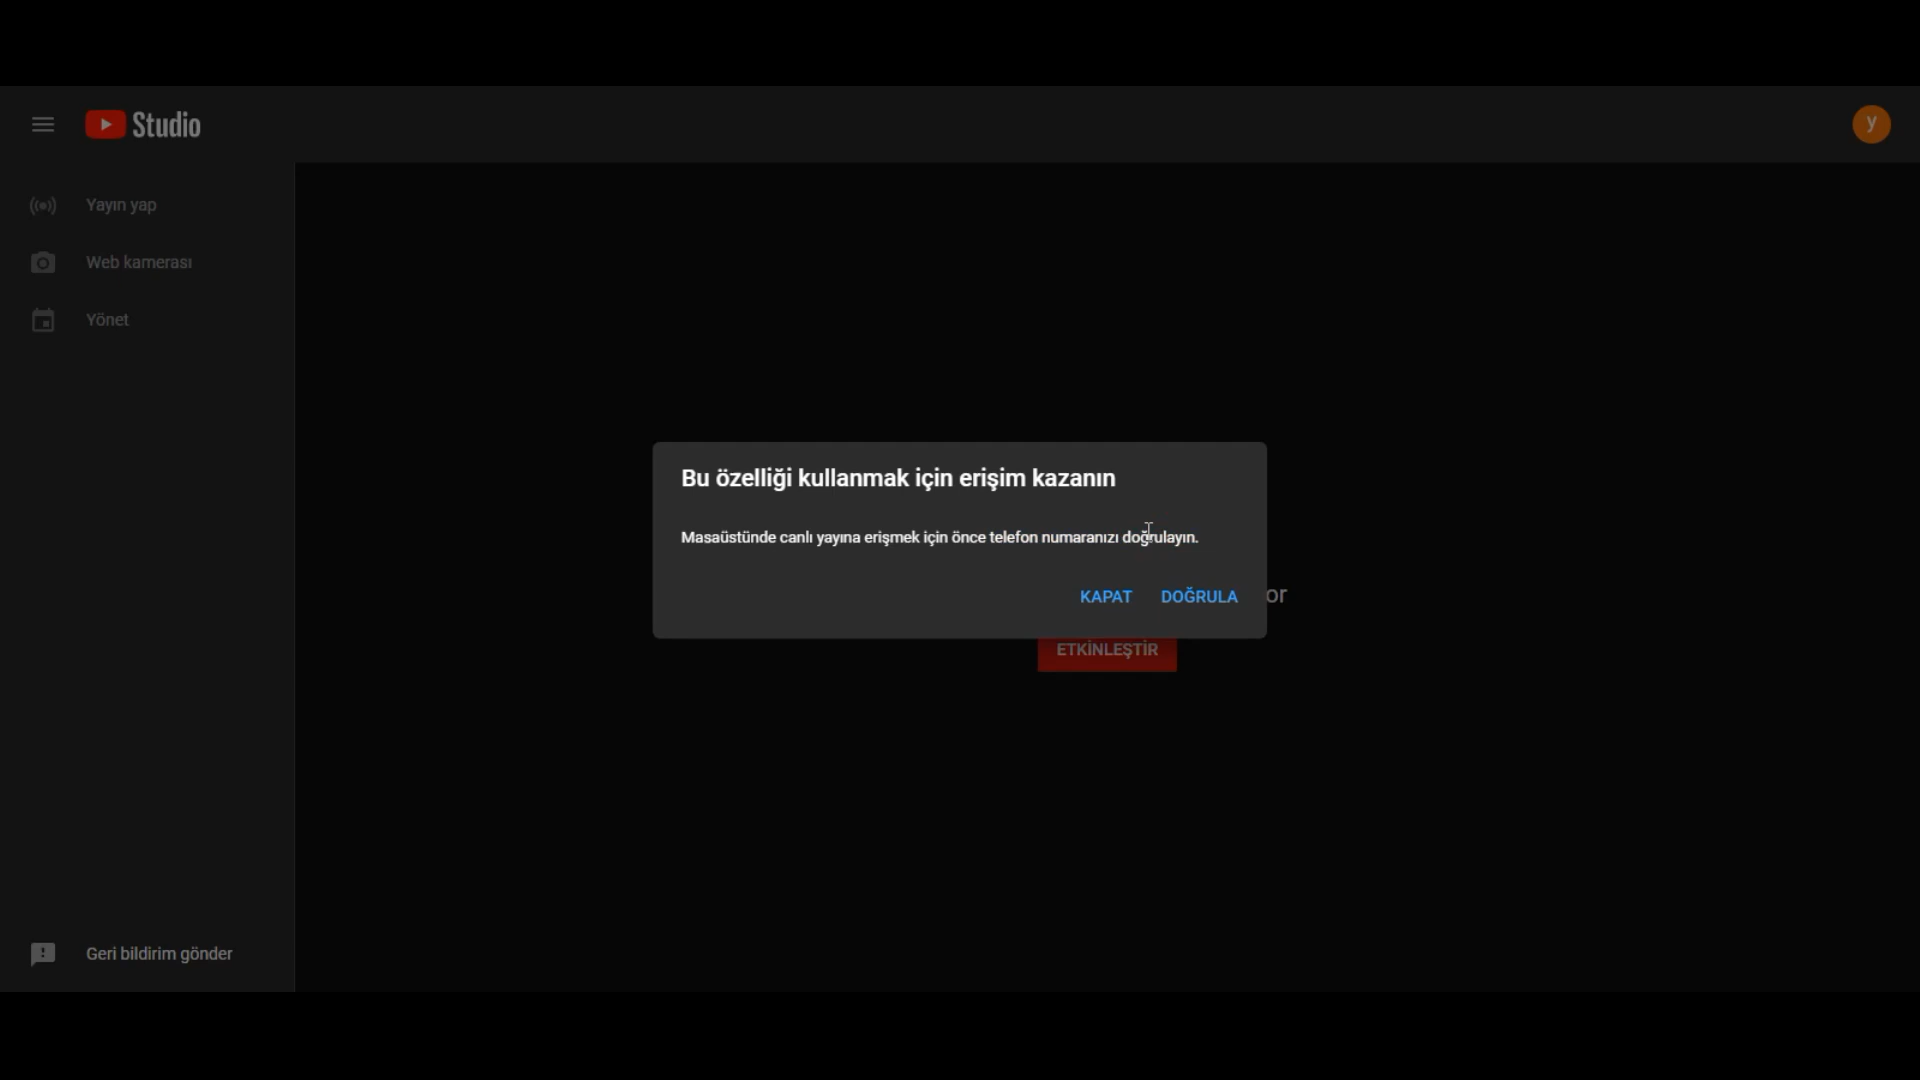 Studio
y
Yayın yap
Web kamerası
Yönet
Bu özelliği kullanmak için erişim kazanın
Masaüstünde canlı yayına erişmek için önce telefon numaranızı doğrulayın.
KAPAT DOĞRULA
or
ETKİNLEŞTİR
Geri bildirim gönder